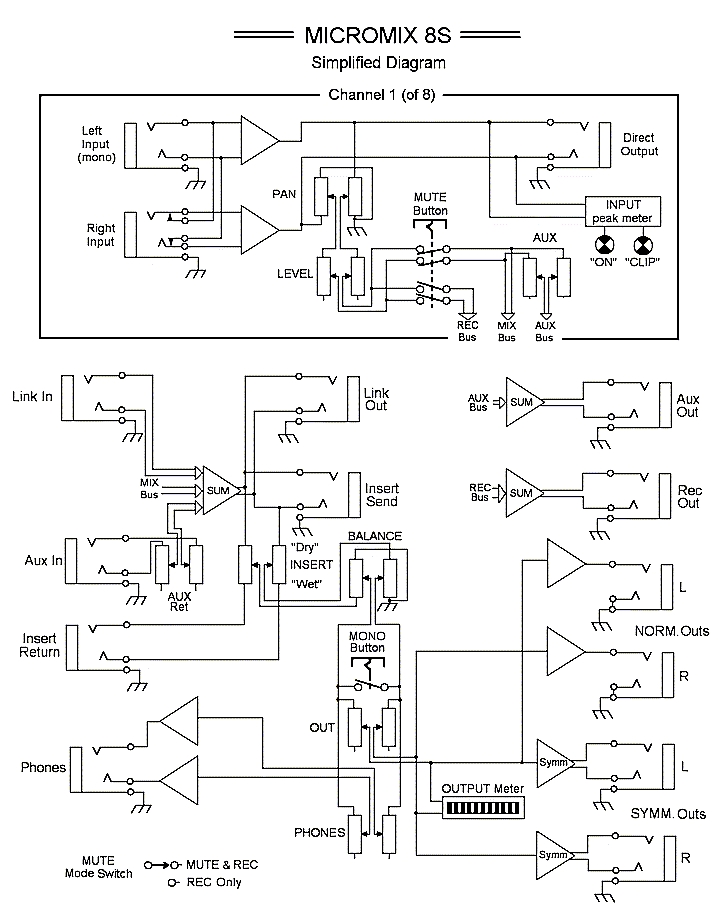 MICROMIX 8S
Simplified Diagram
Channel 1 (of 8)
Left
Input
(mono)
Direct
Output
PAN
MUTE
Button
INPUT
peak meter
Right
Input
AUX
"ON" "CLIP"
LEVEL
REC
Bus
MIX
Bus
AUX
Bus
Link In
Link
Out
AUX
Bus
SUM
Aux
Out
MIX
Bus
SUM
Insert
Send
REC
Bus
SUM
Rec
Out
Aux In
AUX
Ret
"Dry"
INSERT
"Wet"
BALANCE
L
NORM.Outs
R
Insert
Return
MONO
Button
OUT
Phones
Symm
L
OUTPUT Meter
SYMM.Outs
PHONES
Symm
R
MUTE
Mode Switch
MUTE & REC
REC Only